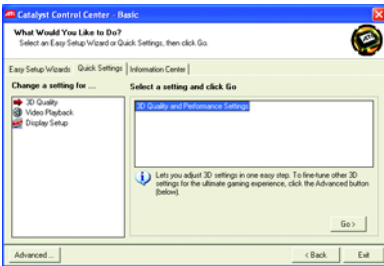 ATI Catalyst Control Center - Basic
What Would You Like to Do?
Select an Easy Setup Wizard or Quick Settings, then click Go.
ATI
Easy Setup Wizards Quick Settings Information Center
Change a setting for ...
3D Quality
Video Playback
Display Setup
Select a setting and click Go
3D Quality and Performance Settings
Lets you adjust 3D settings in one easy step. To fine-tune other 3D
settings for the ultimate gaming experience, click the Advanced button
(below).
Go >
Advanced ...
< Back
Exit